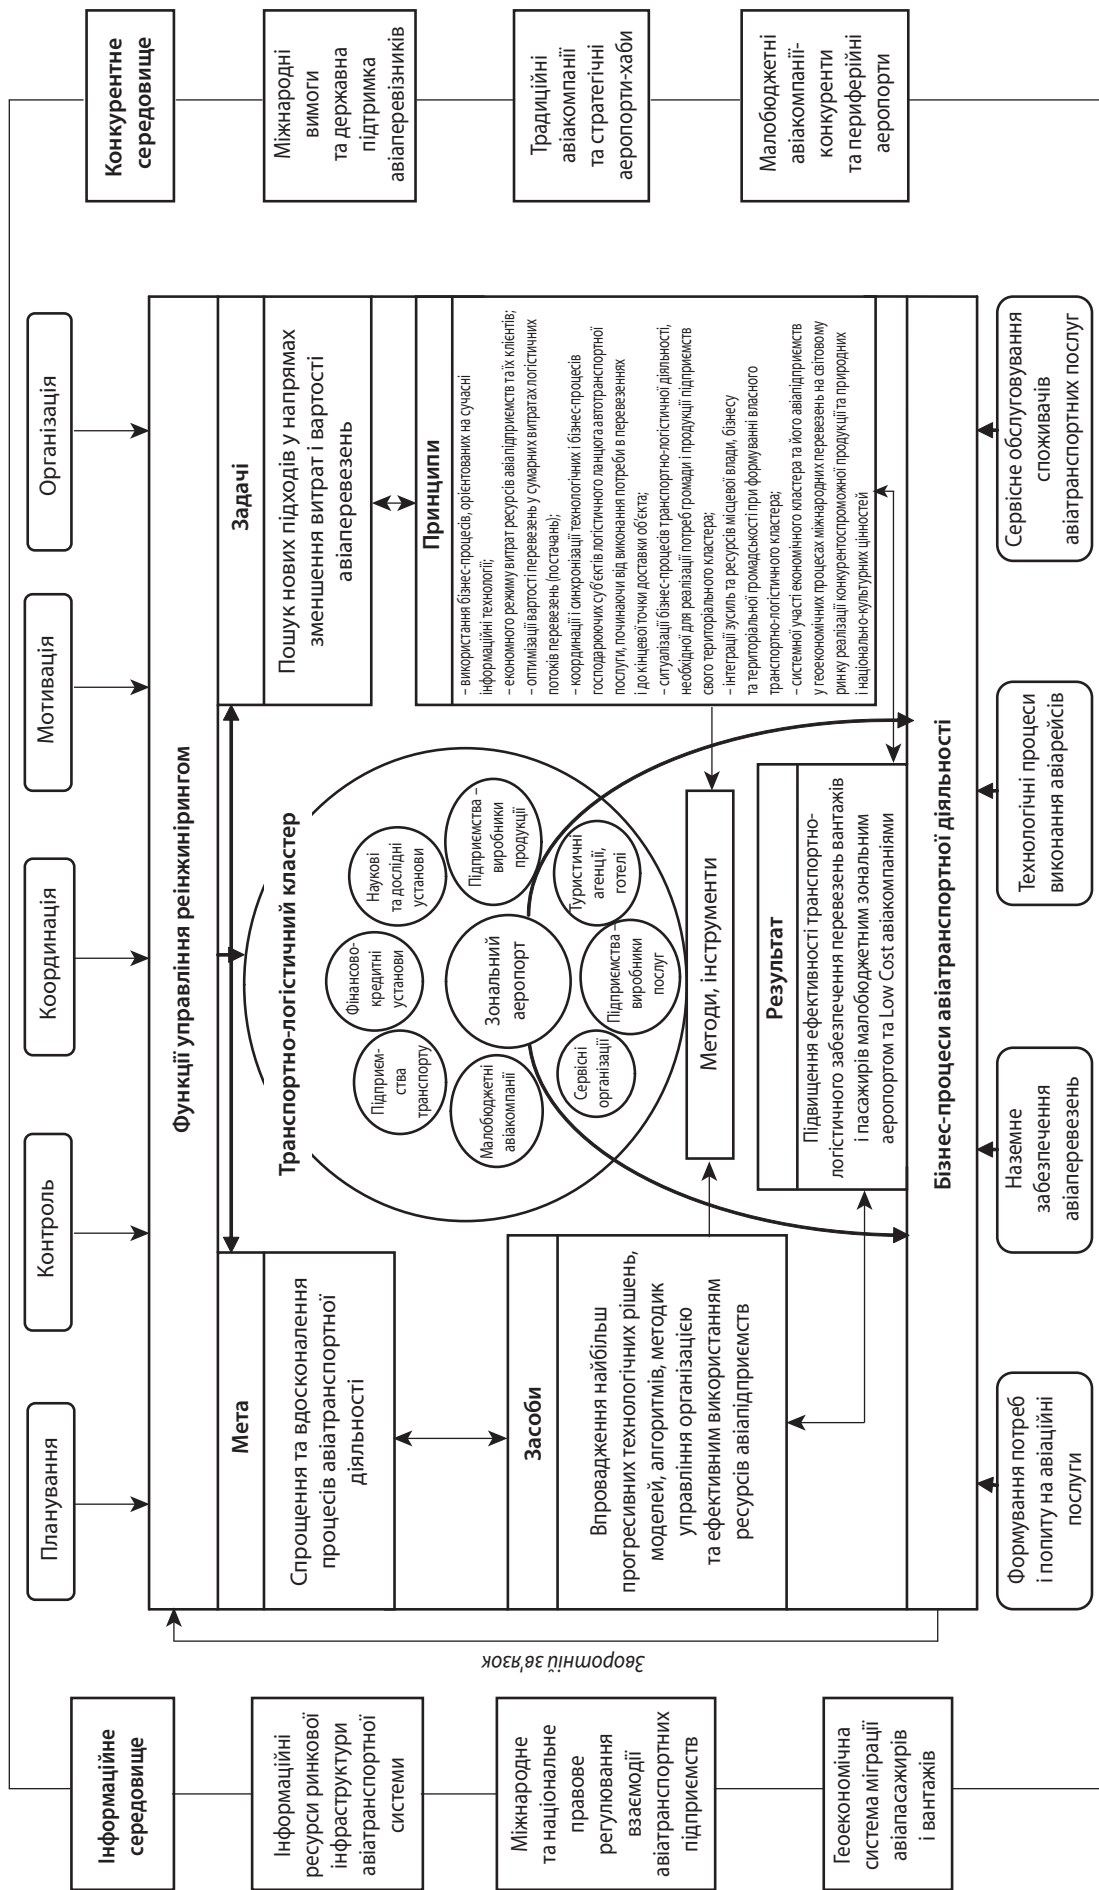 Інформаційне
середовище
Інформаційні
ресурси ринкової
інфраструктури
авіатранспортної
системи
Міжнародне
та національне
правове
регулювання
взаємодії
авіатранспортних
підприємств
Геоекономічна
система міграції
авіапасажирів
і вантажів
Планування
Контроль
Координація
Мотивація
Організація
Функції управління реінжинірингом
Мета
Спрощення та вдосконалення
процесів авіатранспортної
діяльності
Засоби
Впровадження найбільш
прогресивних технологічних рішень,
моделей, алгоритмів, методик
управління організацією
та ефективним використанням
ресурсів авіапідприємств
Транспортно-логістичний кластер
Підприєм-
ства
транспорту
Фінансово-
кредитні
установи
Наукові
та дослідні
установи
Малобюджетні
авіакомпанії
Зональний
аеропорт
Підприємства –
виробники
продукції
Сервісні
організації
Підприємства –
виробники
послуг
Туристичні
агенції,
готелі
Методи, інструменти
Результат
Підвищення ефективності транспортно-
логістичного забезпечення перевезень вантажів
і пасажирів малобюджетним зональним
аеропортом та Low Cost авіакомпаніями
Задачі
Пошук нових підходів у напрямах
зменшення витрат і вартості
авіаперевезень
Принципи
– використання бізнес-процесів, орієнтованих на сучасні
інформаційні технології;
– економного режиму витрат ресурсів авіапідприємств та їх клієнтів;
– оптимізації вартості перевезень у сумарних витратах логістичних
потоків перевезень (постачань);
– координації і синхронізації технологічних і бізнес-процесів
господарюючих суб'єктів логістичного ланцюга автотранспортної
послуги, починаючи від виконання потреби в перевезеннях
і до кінцевої точки доставки об'єкта;
– ситуалізації бізнес-процесів транспортно-логістичної діяльності,
необхідної для реалізації потреб громади і продукції підприємств
свого територіального кластера;
– інтеграції зусиль та ресурсів місцевої влади, бізнесу
та територіальної громадськості при формуванні власного
транспортно-логістичного кластера;
– системної участі економічного кластера та його авіапідприємств
у геоекономічних процесах міжнародних перевезень на світовому
ринку реалізації конкурентоспроможної продукції та природних
і національно-культурних цінностей
Бізнес-процеси авіатранспортної діяльності
Зворотній зв'язок
Формування потреб
і попиту на авіаційні
послуги
Наземне
забезпечення
авіаперевезень
Технологічні процеси
виконання авіарейсів
Сервісне обслуговування
споживачів
авіатранспортних послуг
Конкурентне
середовище
Міжнародні
вимоги
та державна
підтримка
авіаперевізників
Традиційні
авіакомпанії
та стратегічні
аеропорти-хаби
Малобюджетні
авіакомпанії-
конкуренти
та периферійні
аеропорти